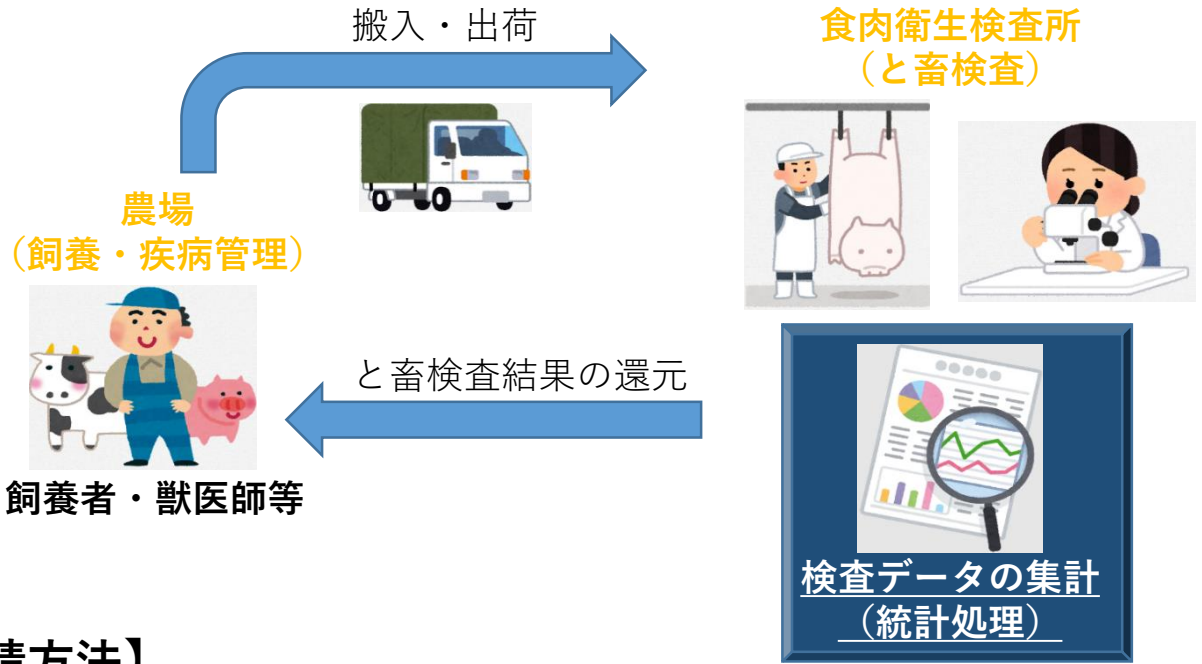 搬入・出荷
食肉衛生検査所
（と畜検査）
農場
（飼養・疾病管理）
と畜検査結果の還元
飼養者・獣医師等
検査データの集計
（統計処理）
方法】